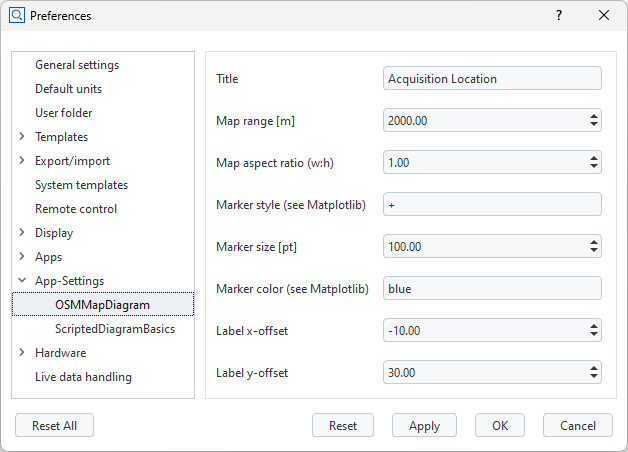 Preferences
?
General settings
Default units
User folder
Templates
Export/import
System templates
Remote control
Display
Apps
App-Settings
OSMMapDiagram
ScriptedDiagramBasics
Hardware
Live data handling
Title
Acquisition Location
Map range [m]
2000.00
Map aspect ratio (w:h)
1.00
Marker style (see Matplotlib)
+
Marker size [pt]
100.00
Marker color (see Matplotlib)
blue
Label x-offset
-10.00
Label y-offset
30.00
Reset All
Reset
Apply
OK
Cancel